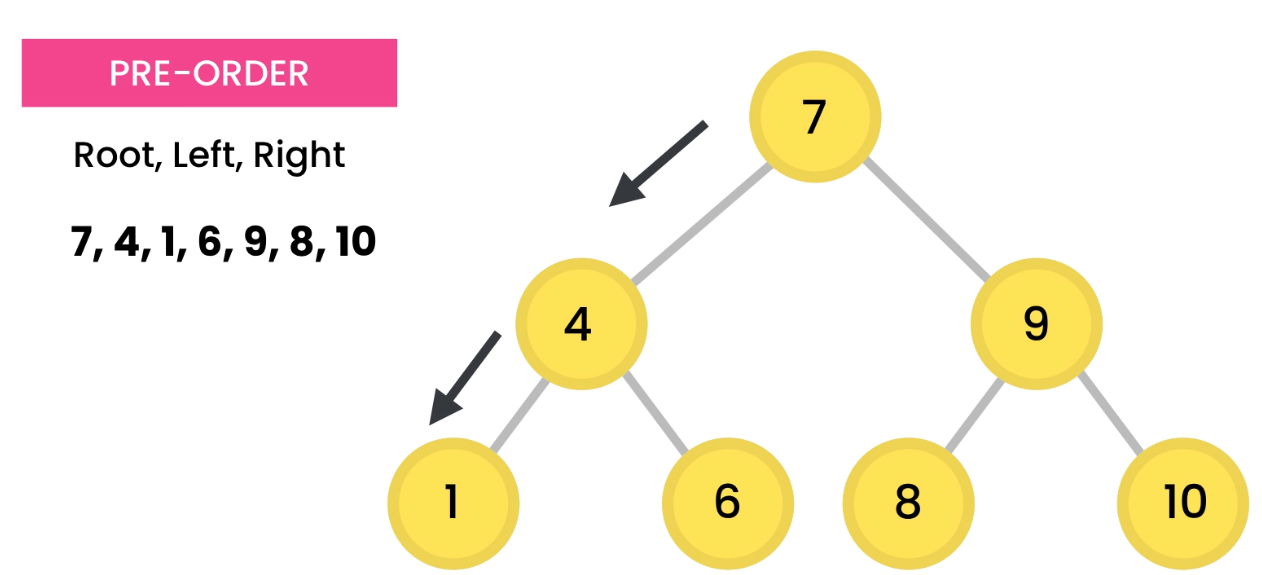 PRE-ORDER
Root, Left, Right
7, 4, 1, 6, 9, 8, 10
7
4
9
1
6
8
10